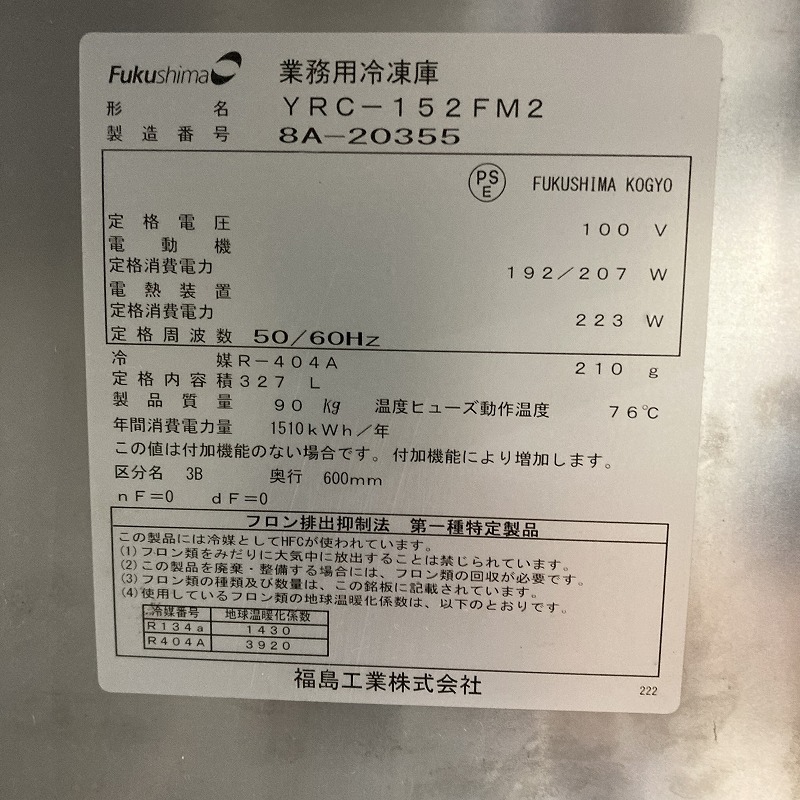 Fukushima 業務用冷凍庫
形名 YRC-152FM2
製造番号 8A-20355
PSE FUKUSHIMA KOGYO
定格電圧 100 V
電動機
定格消費電力 192/207 W
電熱装置
定格消費電力 223 W
定格周波数 50/60Hz
冷媒 R-404A 210 g
定格内容積 327 L
製品質量 90 Kg 温度ヒューズ動作温度 76℃
年間消費電力量 1510kWh/年
この値は付加機能のない場合です。付加機能により増加します。
区分名 3B 奥行 600mm
nF=0 dF=0
フロン排出抑制法 第一種特定製品
この製品には冷媒としてHFCが使われています。
(1)フロン類をみだりに大気中に放出することは禁じられています。
(2)この製品を廃棄・整備する場合には、フロン類の回収が必要です。
(3)フロン類の種類及び数量は、この銘板に記載されています。
(4)使用しているフロン類の地球温暖化係数は、以下のとおりです。
冷媒番号 地球温暖化係数
R134a 1430
R404A 3920
福島工業株式会社
222